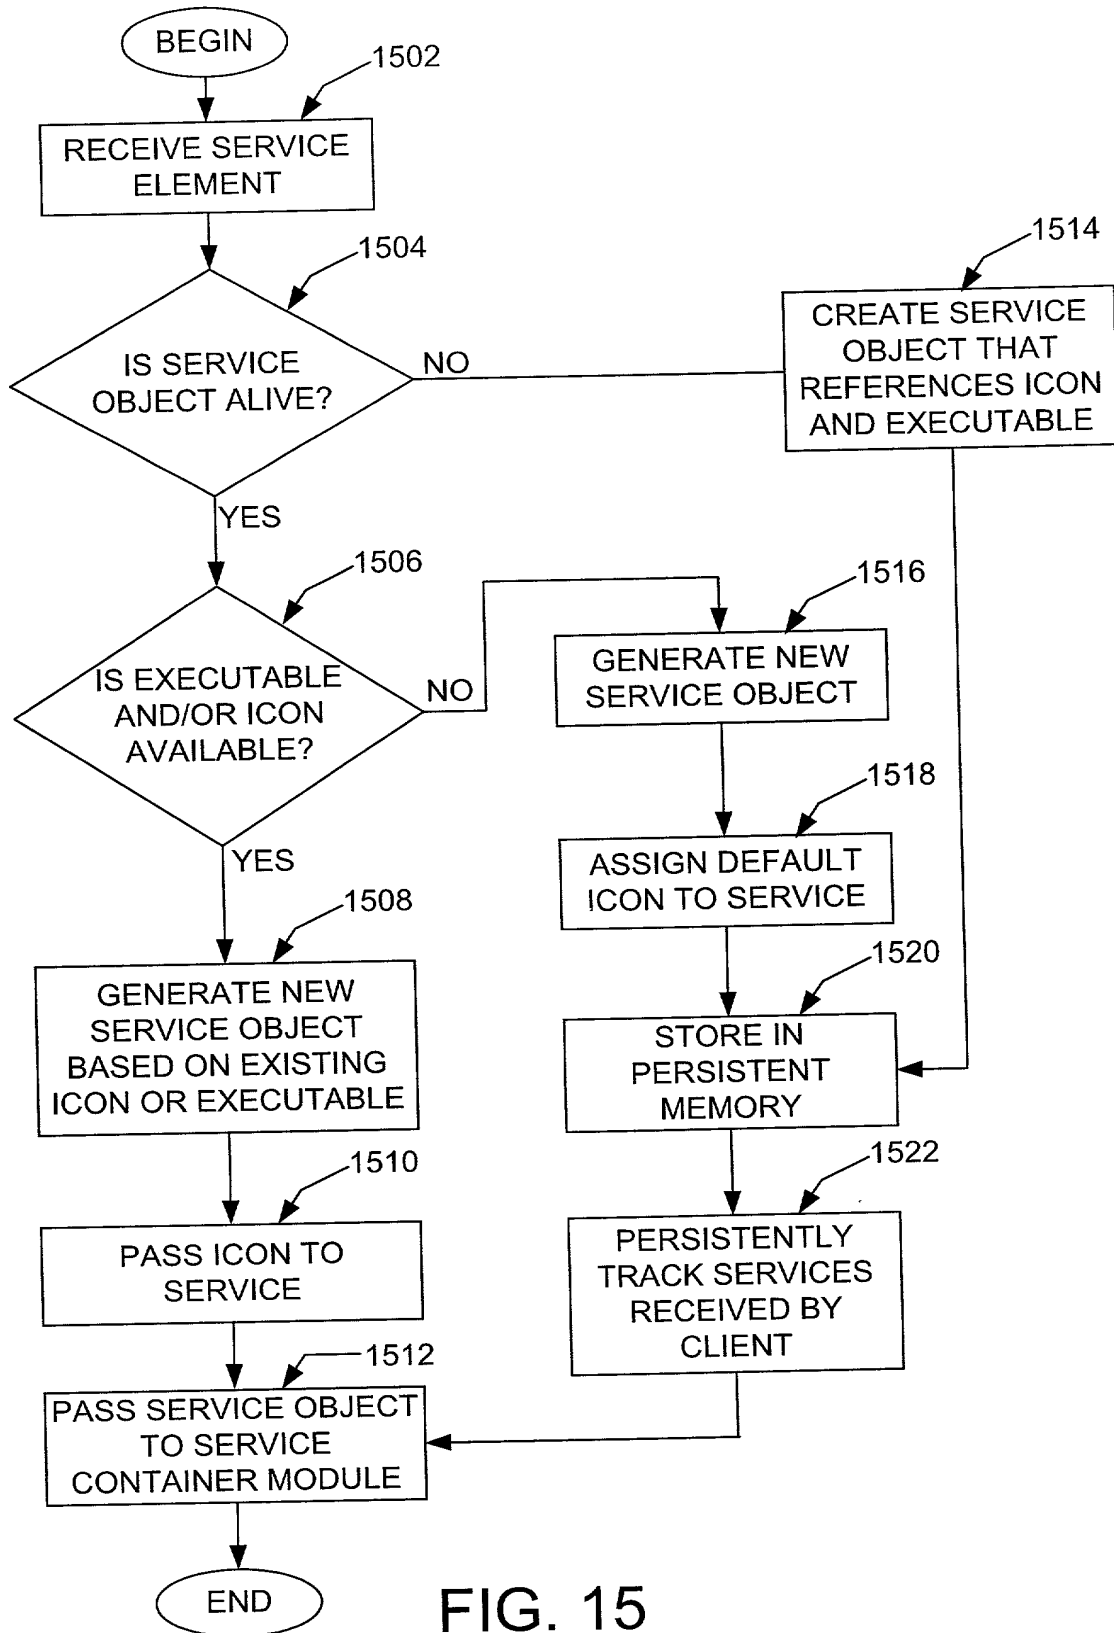 BEGIN
1502
RECEIVE SERVICE
ELEMENT
1504
IS SERVICE
OBJECT ALIVE?
NO
YES
1514
CREATE SERVICE
OBJECT THAT
REFERENCES ICON
AND EXECUTABLE
1506
IS EXECUTABLE
AND/OR ICON
AVAILABLE?
NO
YES
1516
GENERATE NEW
SERVICE OBJECT
1518
ASSIGN DEFAULT
ICON TO SERVICE
1508
GENERATE NEW
SERVICE OBJECT
BASED ON EXISTING
ICON OR EXECUTABLE
1520
STORE IN
PERSISTENT
MEMORY
1510
PASS ICON TO
SERVICE
1522
PERSISTENTLY
TRACK SERVICES
RECEIVED BY
CLIENT
1512
PASS SERVICE OBJECT
TO SERVICE
CONTAINER MODULE
END
FIG. 15